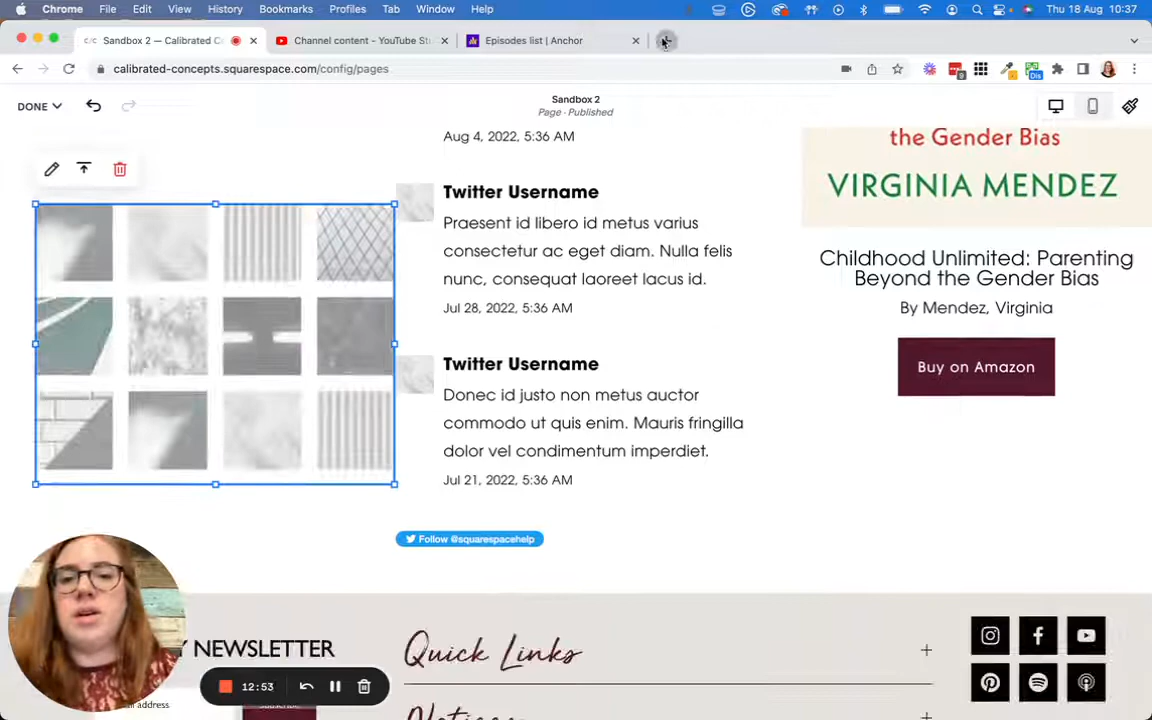 Chrome File Edit View History Bookmarks Profiles Tab Window Help Thu 18 Aug 10:37
Sandbox 2 — Calibrated C
Channel content - YouTube St
Episodes list | Anchor
calibrated-concepts.squarespace.com/config/pages
DONE
Sandbox 2
Page · Published
Aug 4, 2022, 5:36 AM
Twitter Username
Praesent id libero id metus varius
consectetur ac eget diam. Nulla felis
nunc, consequat laoreet lacus id.
Jul 28, 2022, 5:36 AM
Twitter Username
Donec id justo non metus auctor
commodo ut quis enim. Mauris fringilla
dolor vel condimentum imperdiet.
Jul 21, 2022, 5:36 AM
Follow @squarespacehelp
the Gender Bias
VIRGINIA MENDEZ
Childhood Unlimited: Parenting
Beyond the Gender Bias
By Mendez, Virginia
Buy on Amazon
Y NEWSLETTER
Quick Links
12:53
address